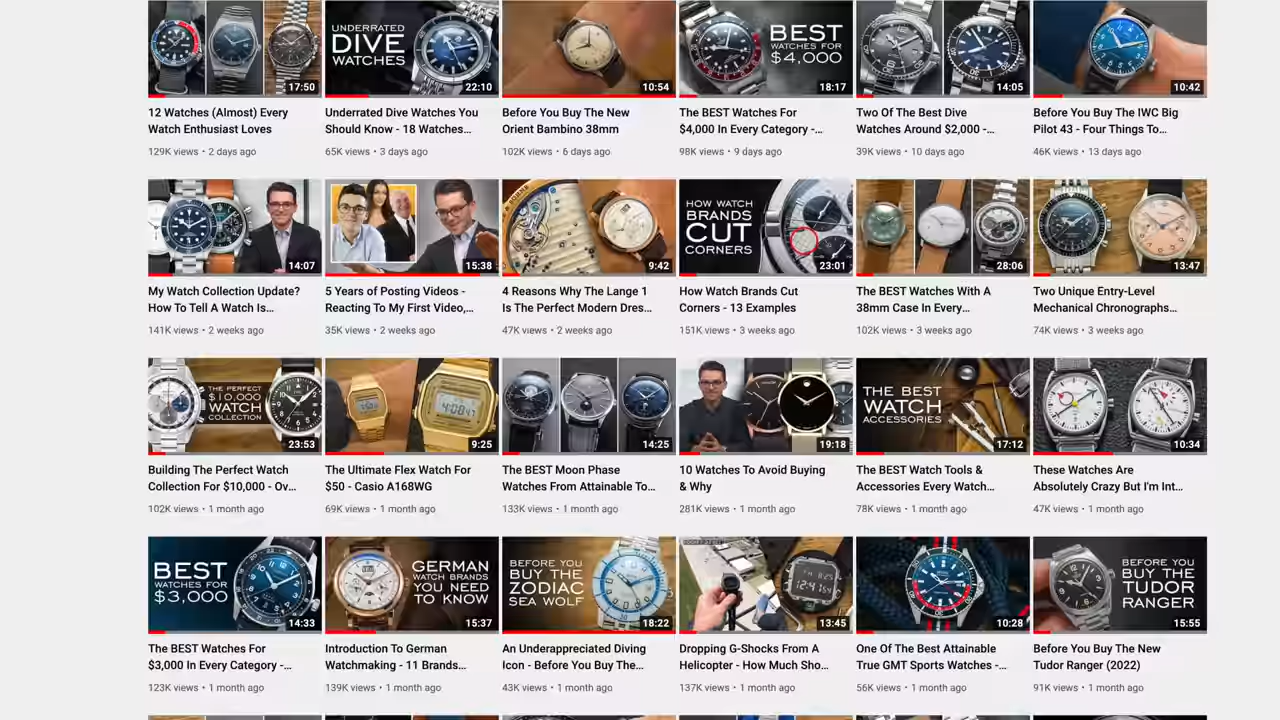 UNDERRATED
DIVE
WATCHES
BEST
WATCHES FOR
$4,000
17:50
22:10
10:54
18:17
14:05
10:42
12 Watches (Almost) Every
Watch Enthusiast Loves
129K views • 2 days ago
Underrated Dive Watches You
Should Know - 18 Watches...
65K views • 3 days ago
Before You Buy The New
Orient Bambino 38mm
102K views • 6 days ago
The BEST Watches For
$4,000 In Every Category -...
98K views • 9 days ago
Two Of The Best Dive
Watches Around $2,000 -...
39K views • 10 days ago
Before You Buy The IWC Big
Pilot 43 - Four Things To...
46K views • 13 days ago
HOW WATCH
BRANDS
CUT
CORNERS
14:07
15:38
9:42
23:01
28:06
13:47
My Watch Collection Update?
How To Tell A Watch Is...
141K views • 2 weeks ago
5 Years of Posting Videos -
Reacting To My First Video,...
35K views • 2 weeks ago
4 Reasons Why The Lange 1
Is The Perfect Modern Dres...
47K views • 2 weeks ago
How Watch Brands Cut
Corners - 13 Examples
151K views • 3 weeks ago
The BEST Watches With A
38mm Case In Every...
102K views • 3 weeks ago
Two Unique Entry-Level
Mechanical Chronographs...
74K views • 3 weeks ago
THE PERFECT
$10,000
WATCH
COLLECTION
THE BEST
WATCH
ACCESSORIES
23:53
9:25
14:25
19:18
17:12
10:34
Building The Perfect Watch
Collection For $10,000 - Ov...
102K views • 1 month ago
The Ultimate Flex Watch For
$50 - Casio A168WG
69K views • 1 month ago
The BEST Moon Phase
Watches From Attainable To...
133K views • 1 month ago
10 Watches To Avoid Buying
& Why
281K views • 1 month ago
The BEST Watch Tools &
Accessories Every Watch...
78K views • 1 month ago
These Watches Are
Absolutely Crazy But I'm Int...
47K views • 1 month ago
BEST
WATCHES FOR
$3,000
GERMAN
WATCH BRANDS
YOU NEED
TO KNOW
BEFORE YOU
BUY THE
ZODIAC
SEA WOLF
BEFORE YOU
BUY THE
TUDOR
RANGER
14:33
15:37
18:22
13:45
10:28
15:55
The BEST Watches For
$3,000 In Every Category -...
123K views • 1 month ago
Introduction To German
Watchmaking - 11 Brands...
139K views • 1 month ago
An Underappreciated Diving
Icon - Before You Buy The...
43K views • 1 month ago
Dropping G-Shocks From A
Helicopter - How Much Sho...
137K views • 1 month ago
One Of The Best Attainable
True GMT Sports Watches -...
56K views • 1 month ago
Before You Buy The New
Tudor Ranger (2022)
91K views • 1 month ago